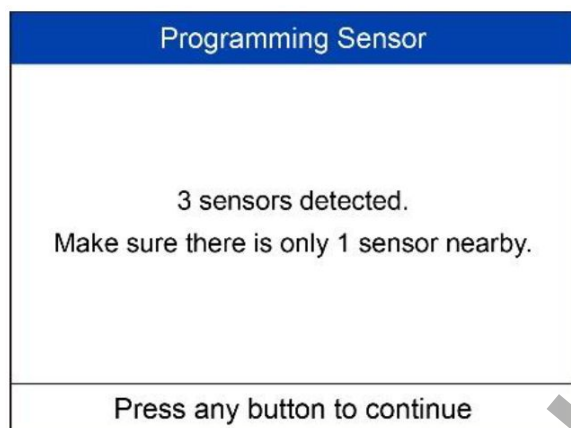 Programming Sensor
3 sensors detected.
Make sure there is only 1 sensor nearby.
Press any button to continue